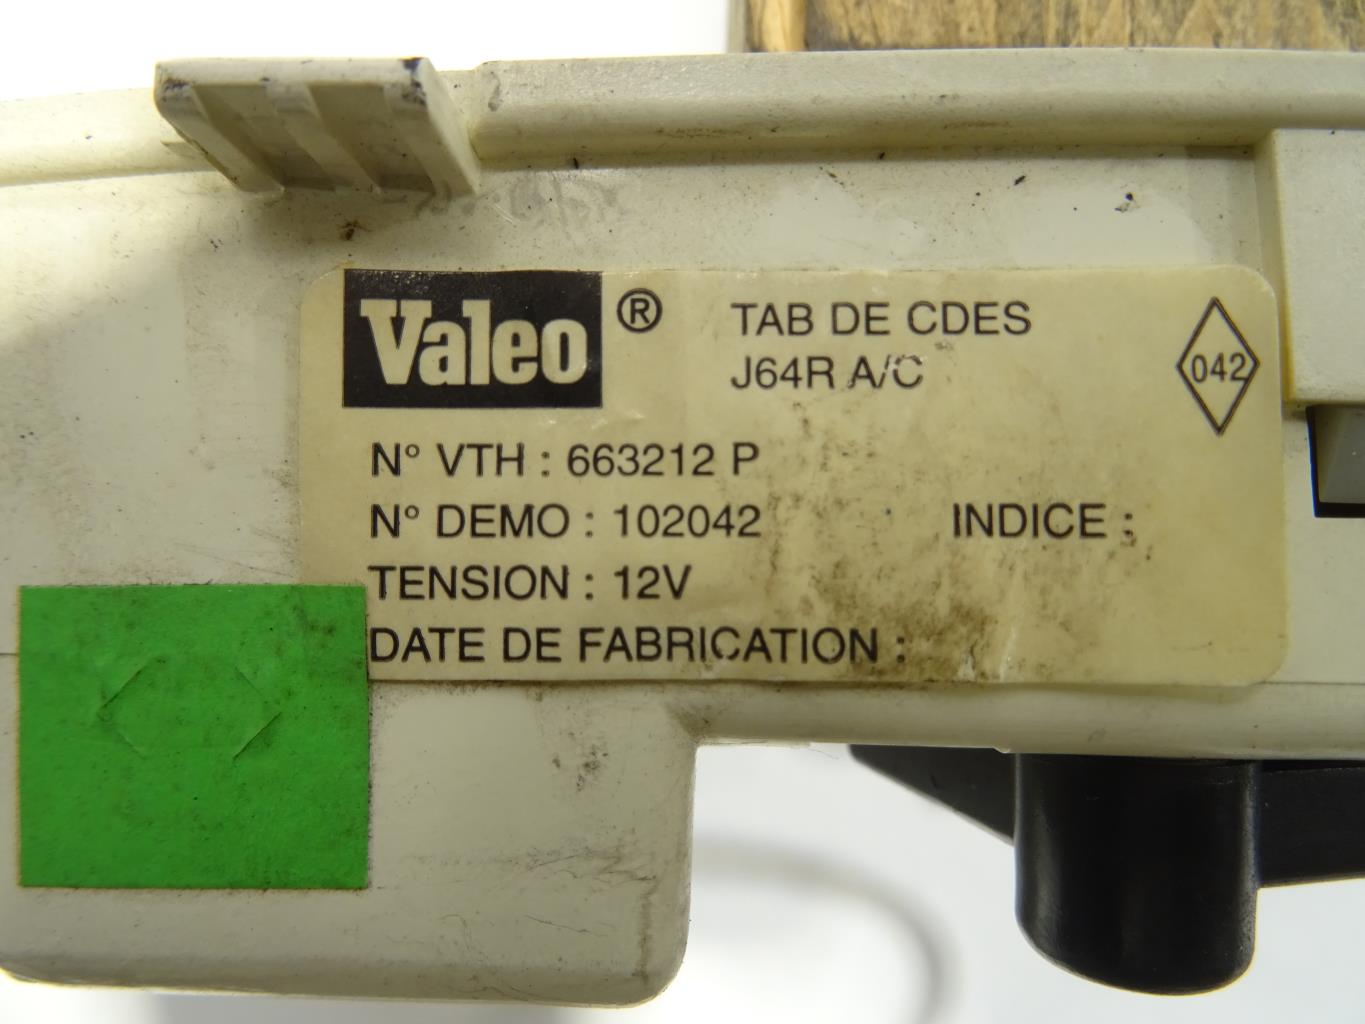 Valeo ®
TAB DE CDES
J64R A/C
042
N° VTH : 663212 P
N° DEMO : 102042
INDICE :
TENSION : 12V
DATE DE FABRICATION :